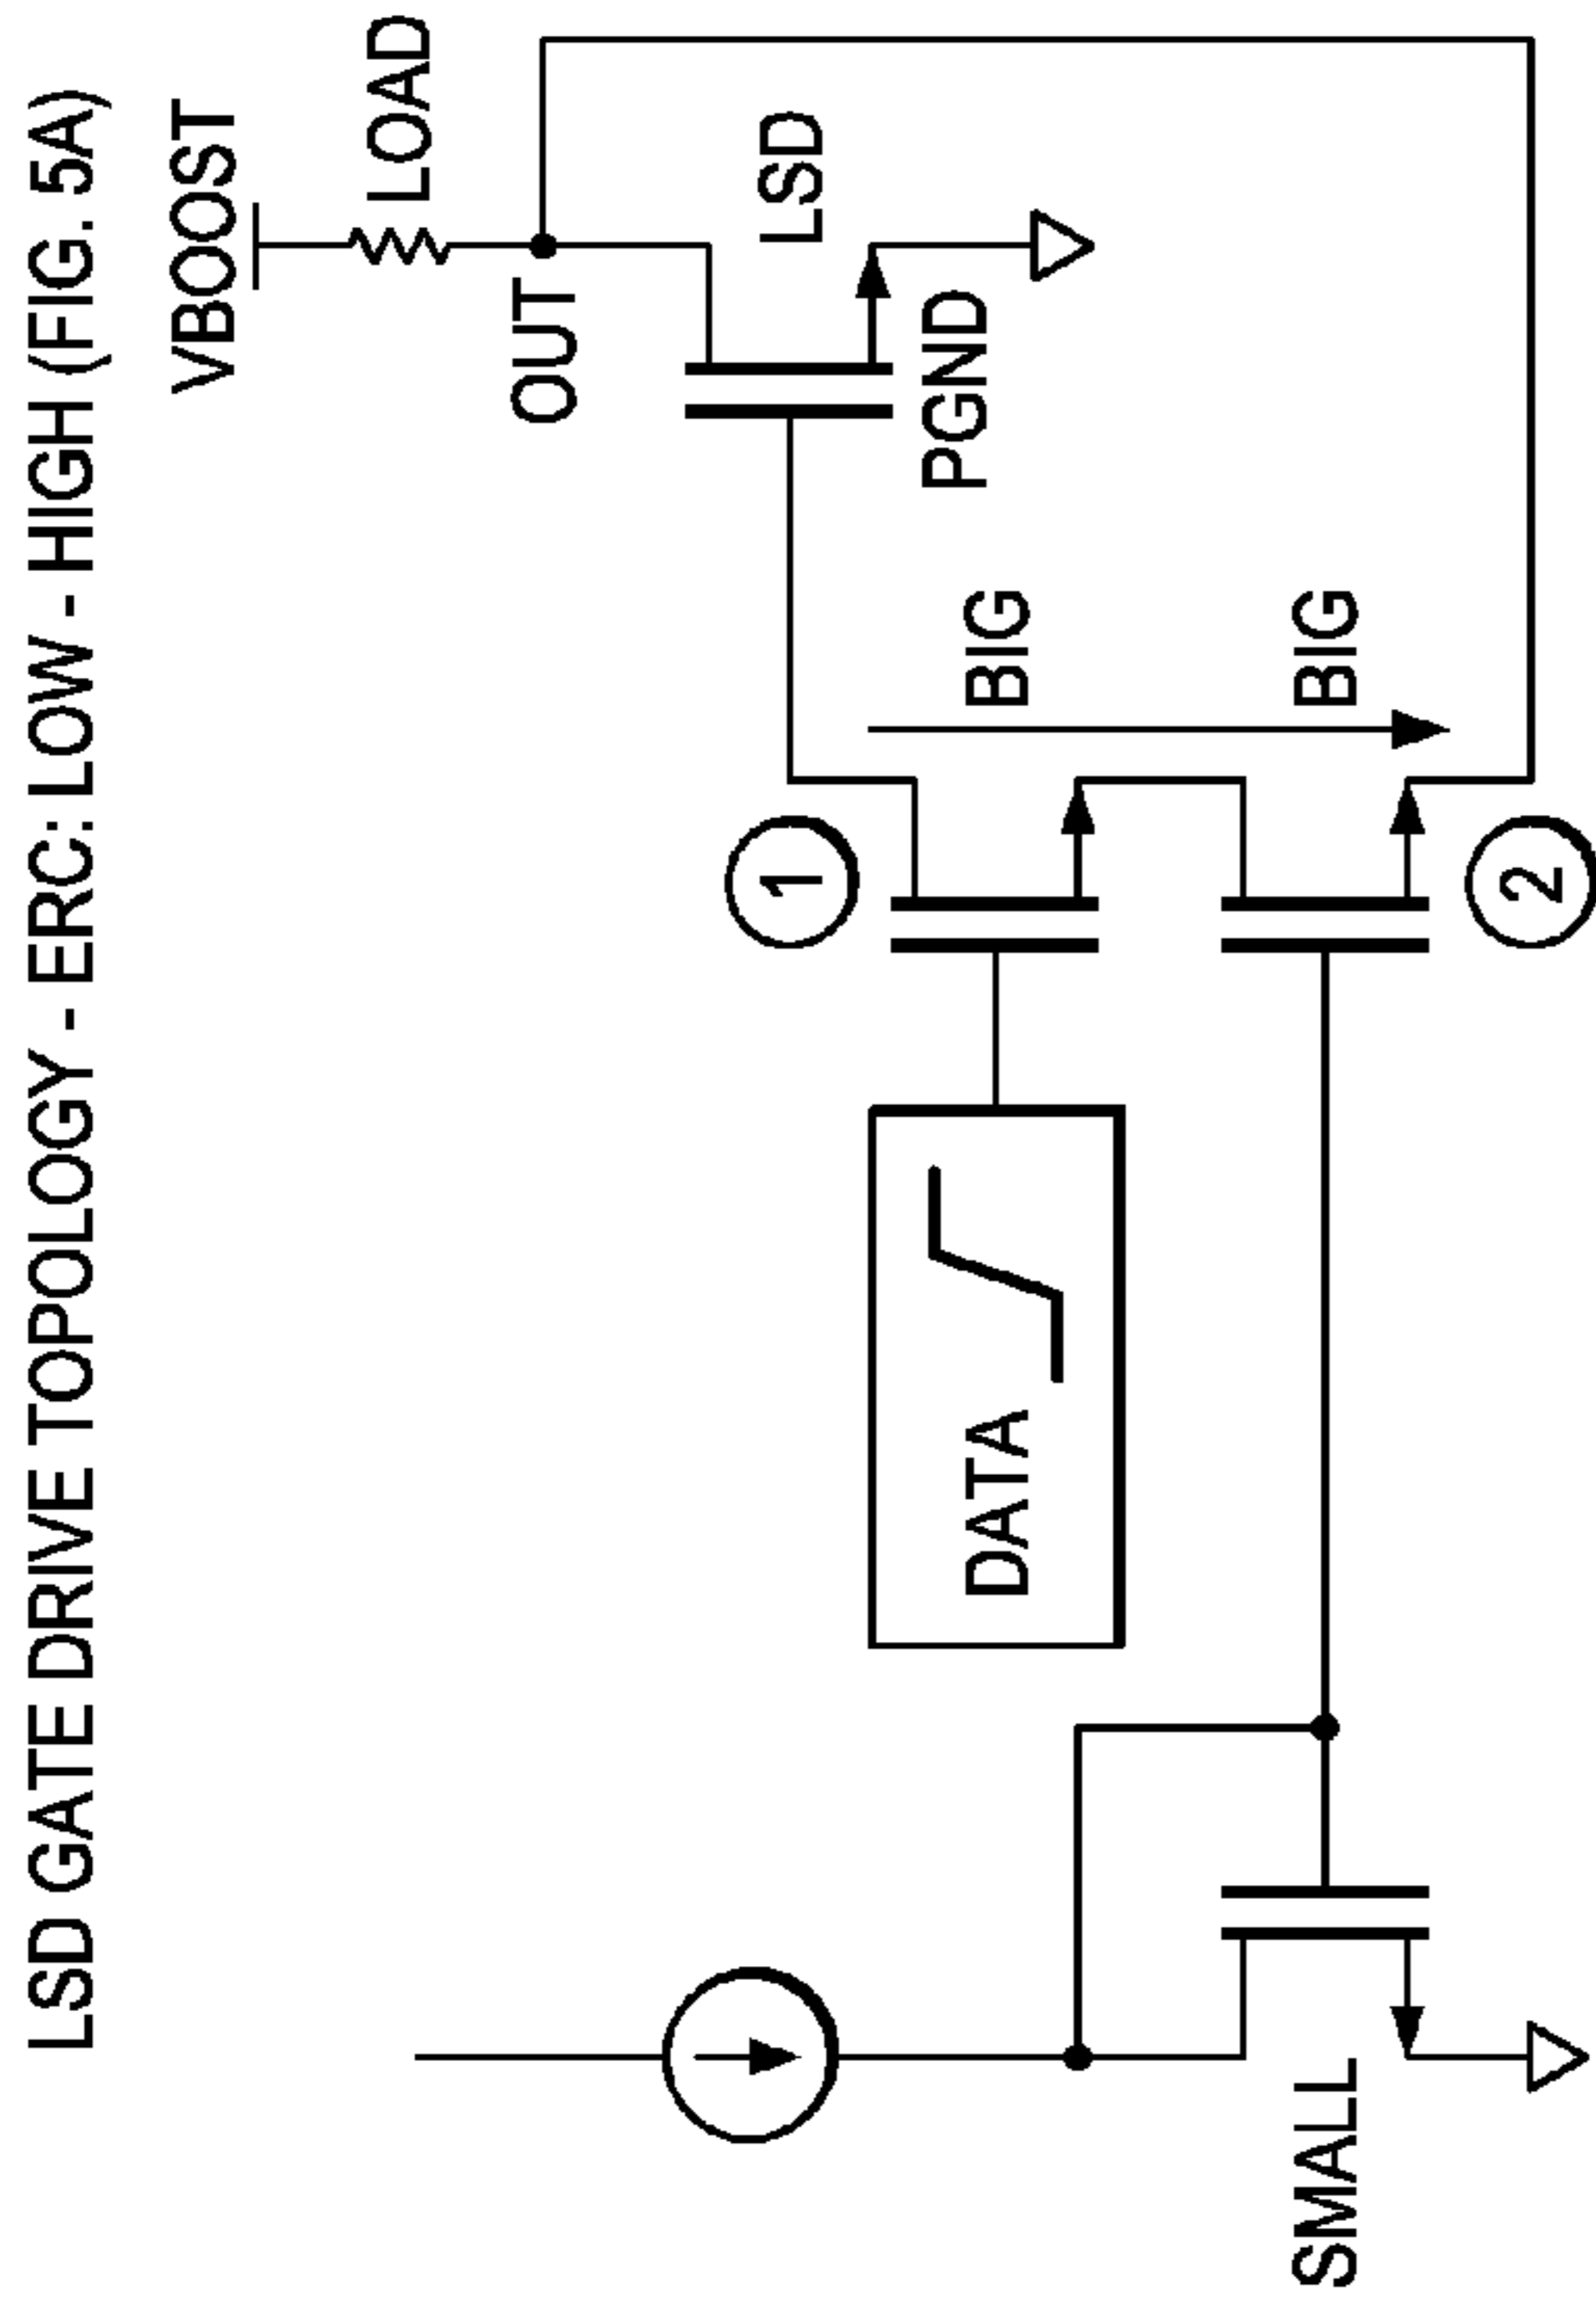 LSD GATE DRIVE TOPOLOGY - ERC: LOW - HIGH (FIG. 5A)
VBOOST
LOAD
OUT
LSD
PGND
1
BIG
DATA
BIG
2
SMALL